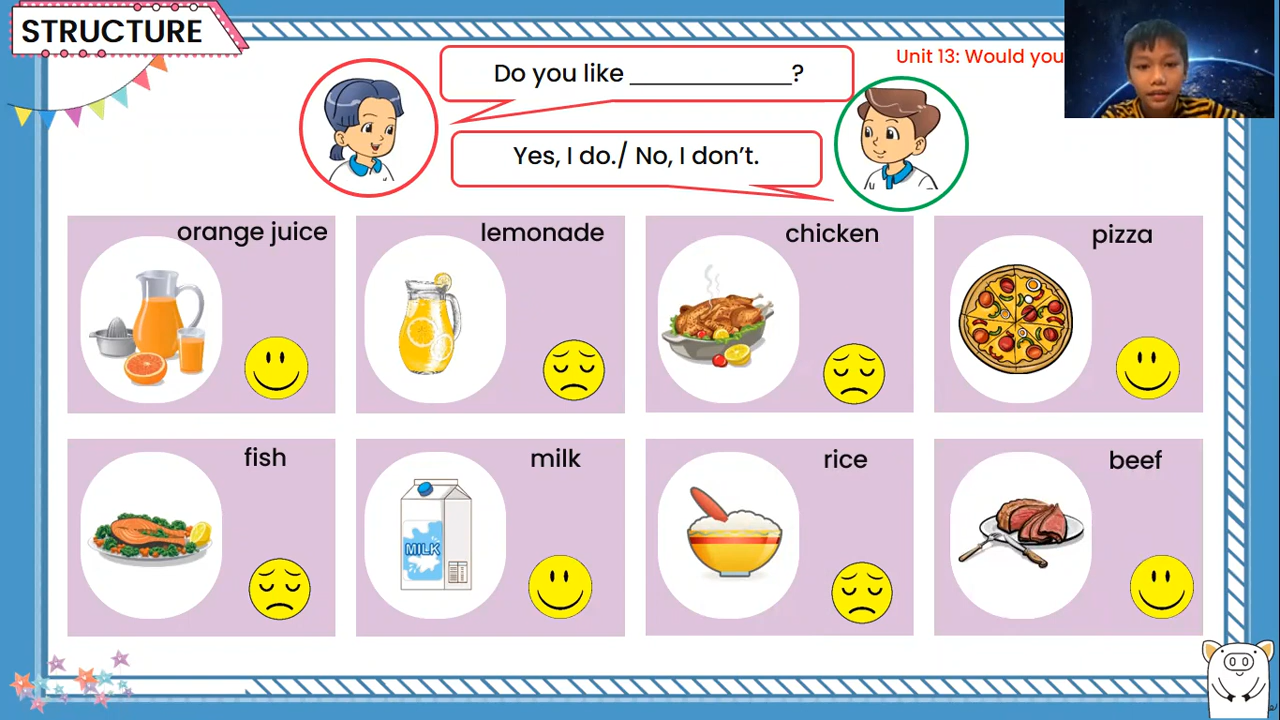 STRUCTURE
Unit 13: Would you
Do you like ____________?
Yes, I do./ No, I don't.
orange juice
lemonade
chicken
pizza
fish
milk
rice
beef
MILK